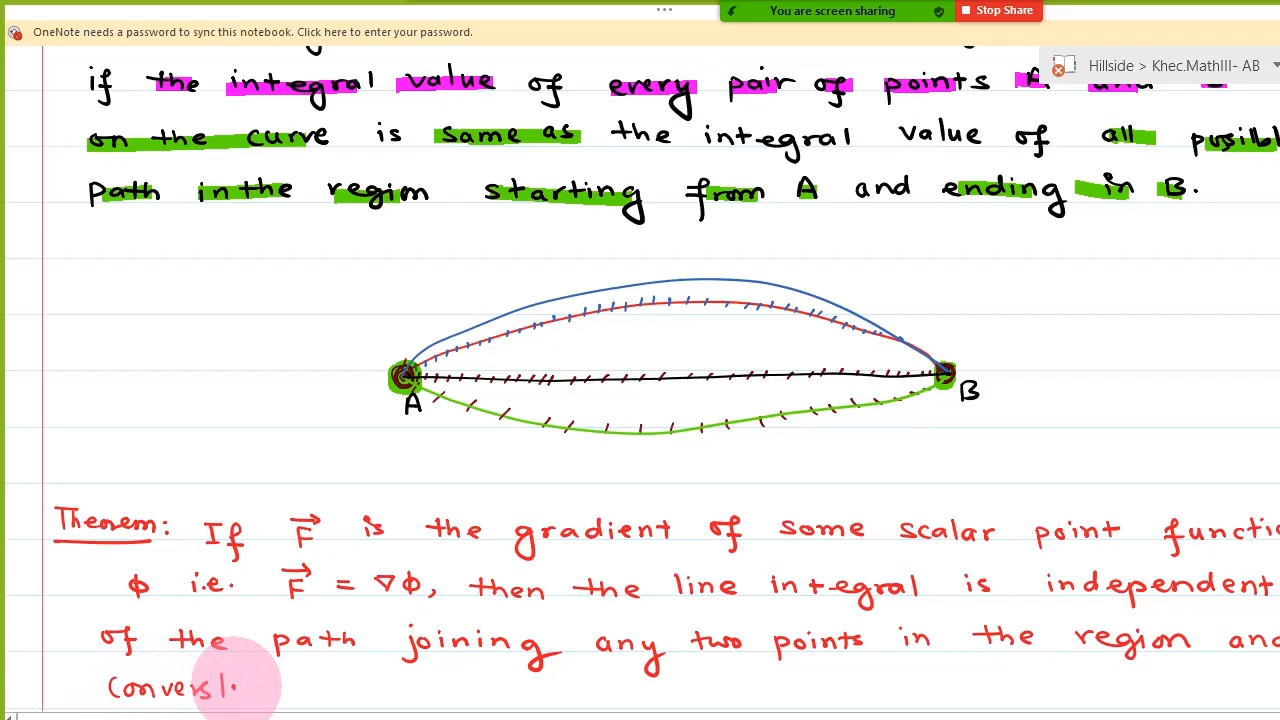 You are screen sharing
Stop Share
OneNote needs a password to sync this notebook. Click here to enter your password.
Hillside > Khec.MathIII- AB
if the integral value of every pair of points
on the curve is same as the integral value of all possibl
path in the region starting from A and ending in B.
A
B
Theorem: If F⃗ is the gradient of some scalar point functi
ϕ i.e. F⃗ = ∇ϕ, then the line integral is independent
of the path joining any two points in the region and
Conversl.